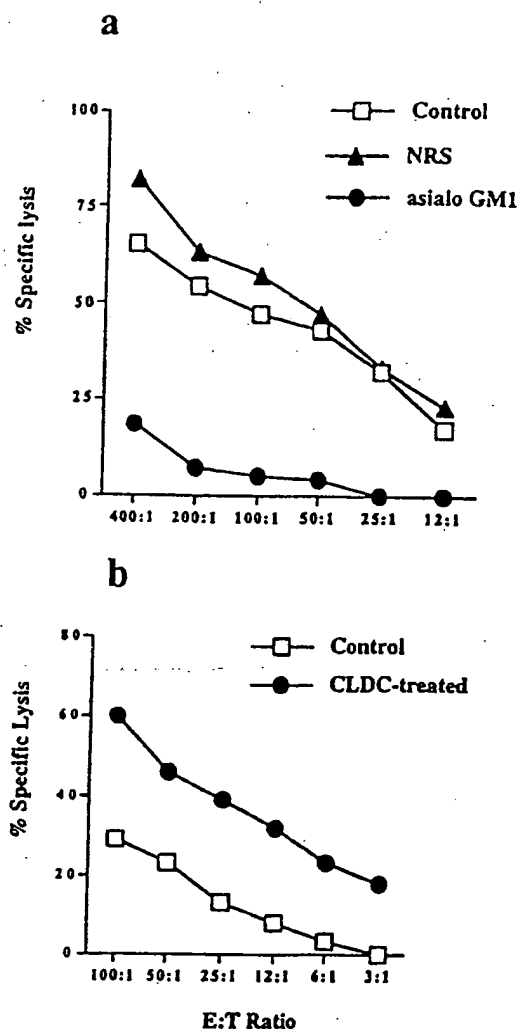 a
100
75
50
25
0
% Specific lysis
Control
NRS
asialo GM1
400:1 200:1 100:1 50:1 25:1 12:1
b
80
60
40
20
0
% Specific Lysis
Control
CLDC-treated
100:1 50:1 25:1 12:1 6:1 3:1
E:T Ratio